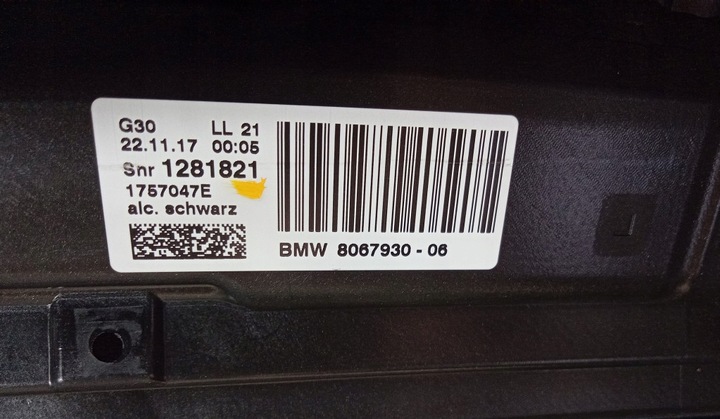 G30 LL 21
22.11.17 00:05
Snr 1281821
1757047E
alc. schwarz
BMW 8067930 - 06